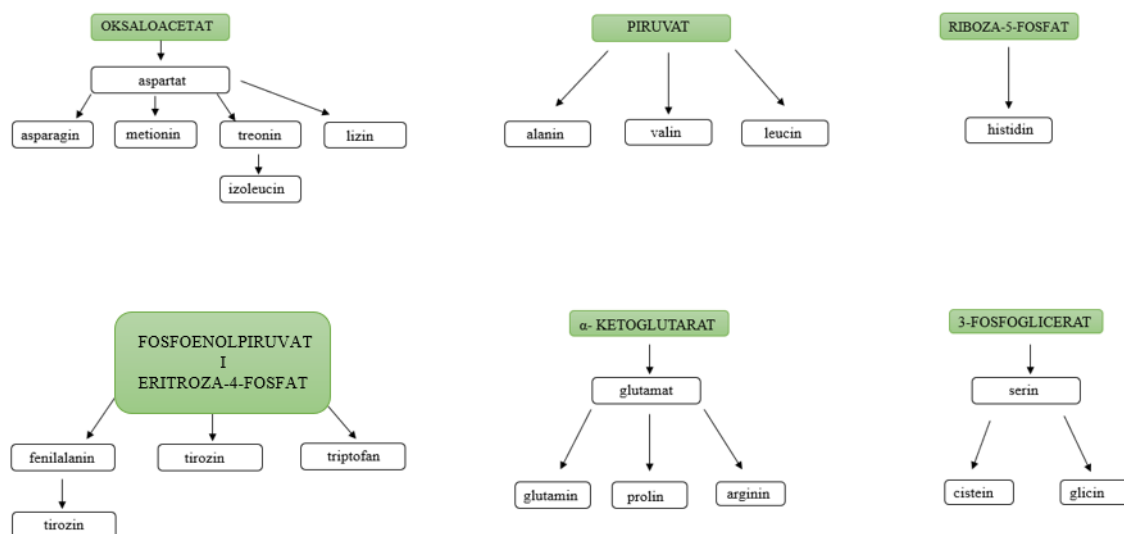 OKSALOACETAT
aspartat
asparagin
metionin
treonin
lizin
izoleucin
PIRUVAT
alanin
valin
leucin
RIBOZA-5-FOSFAT
histidin
FOSFOENOLPIRUVAT
I
ERITROZA-4-FOSFAT
fenilalanin
tirozin
triptofan
tirozin
α- KETOGLUTARAT
glutamat
glutamin
prolin
arginin
3-FOSFOGLICERAT
serin
cistein
glicin